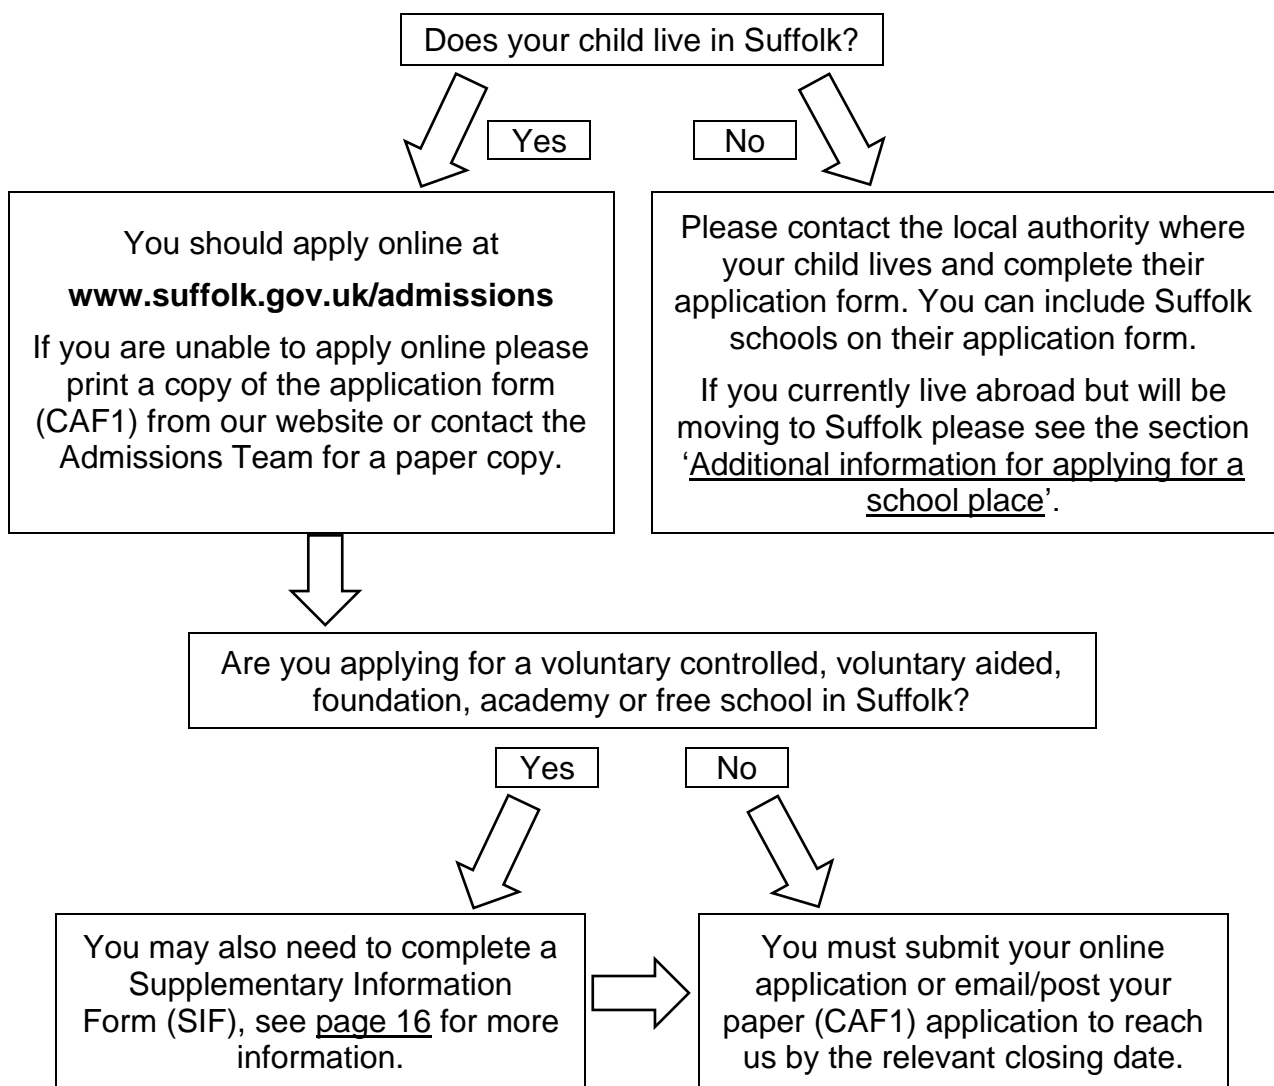 Does your child live in Suffolk?
Yes
No
You should apply online at
www.suffolk.gov.uk/admissions
If you are unable to apply online please
print a copy of the application form
(CAF1) from our website or contact the
Admissions Team for a paper copy.
Please contact the local authority where
your child lives and complete their
application form. You can include Suffolk
schools on their application form.
If you currently live abroad but will be
moving to Suffolk please see the section
‘Additional information for applying for a
school place’.
Are you applying for a voluntary controlled, voluntary aided,
foundation, academy or free school in Suffolk?
Yes
No
You may also need to complete a
Supplementary Information
Form (SIF), see page 16 for more
information.
You must submit your online
application or email/post your
paper (CAF1) application to reach
us by the relevant closing date.